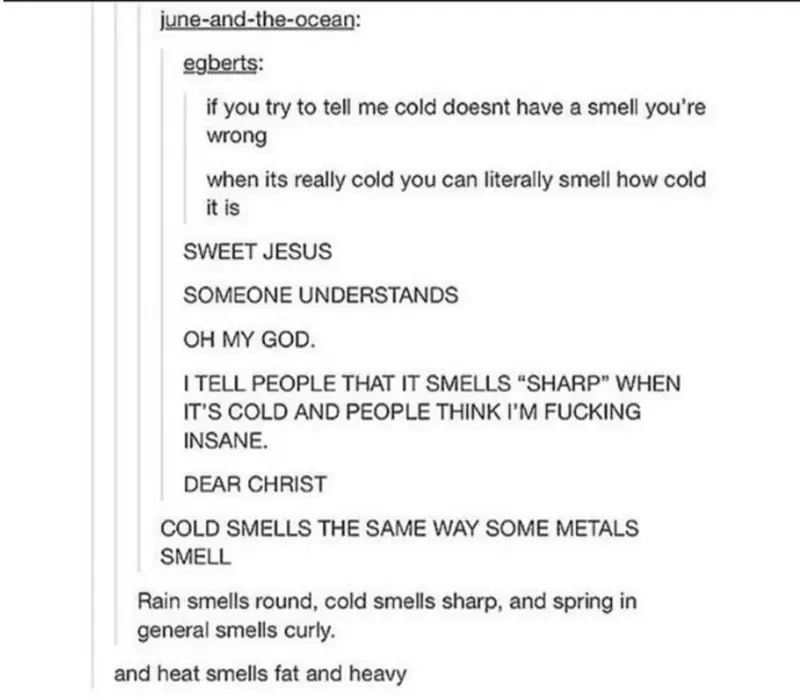 june-and-the-ocean:
egberts:
if you try to tell me cold doesnt have a smell you're
wrong
when its really cold you can literally smell how cold
it is
SWEET JESUS
SOMEONE UNDERSTANDS
OH MY GOD.
I TELL PEOPLE THAT IT SMELLS “SHARP” WHEN
IT'S COLD AND PEOPLE THINK I'M FUCKING
INSANE.
DEAR CHRIST
COLD SMELLS THE SAME WAY SOME METALS
SMELL
Rain smells round, cold smells sharp, and spring in
general smells curly.
and heat smells fat and heavy